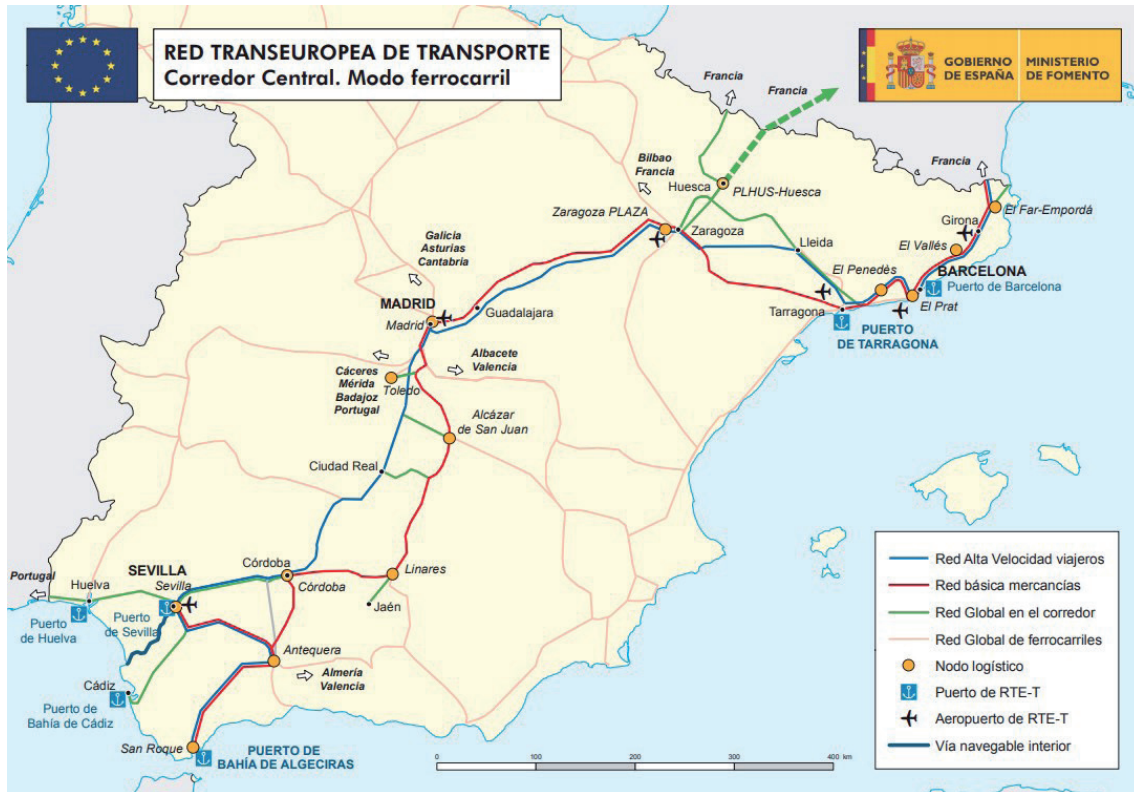 RED TRANSEUROPEA DE TRANSPORTE
Corredor Central. Modo ferrocarril
GOBIERNO
DE ESPAÑA
MINISTERIO
DE FOMENTO
Francia
Francia
Bilbao
Francia
Huesca
PLHUS-Huesca
Francia
Zaragoza PLAZA
Zaragoza
El Far-Empordá
Girona
Galicia
Asturias
Cantabria
Lleida
El Vallés
El Penedès
BARCELONA
Puerto de Barcelona
El Prat
MADRID
Madrid
Guadalajara
Tarragona
PUERTO
DE TARRAGONA
Albacete
Valencia
Cáceres
Mérida
Badajoz
Portugal
Toledo
Alcázar
de San Juan
Ciudad Real
Córdoba
Córdoba
Linares
Jaén
SEVILLA
Sevilla
Portugal
Huelva
Puerto
de Huelva
Puerto
de Sevilla
Antequera
Almería
Valencia
Cádiz
Puerto de
Bahía de Cádiz
San Roque
PUERTO DE
BAHÍA DE ALGECIRAS
0
100
200
300
400 km
Red Alta Velocidad viajeros
Red básica mercancías
Red Global en el corredor
Red Global de ferrocarriles
Nodo logístico
Puerto de RTE-T
Aeropuerto de RTE-T
Vía navegable interior